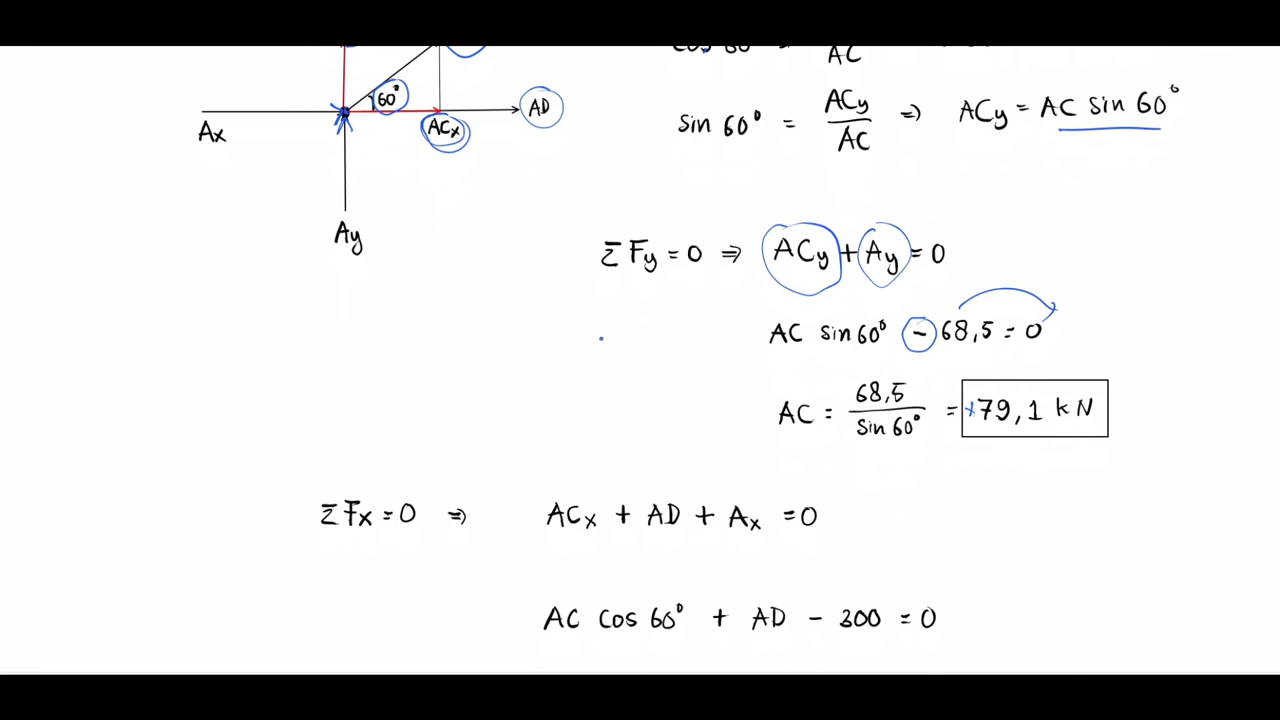 60°
AD
Ax
ACx
Ay
AC
sin 60° = ACy / AC ⇒ ACy = AC sin 60°
ΣFy = 0 ⇒ ACy + Ay = 0
AC sin 60° - 68,5 = 0
AC = 68,5 / sin 60° = +79,1 kN
ΣFx = 0 ⇒ ACx + AD + Ax = 0
AC cos 60° + AD - 300 = 0